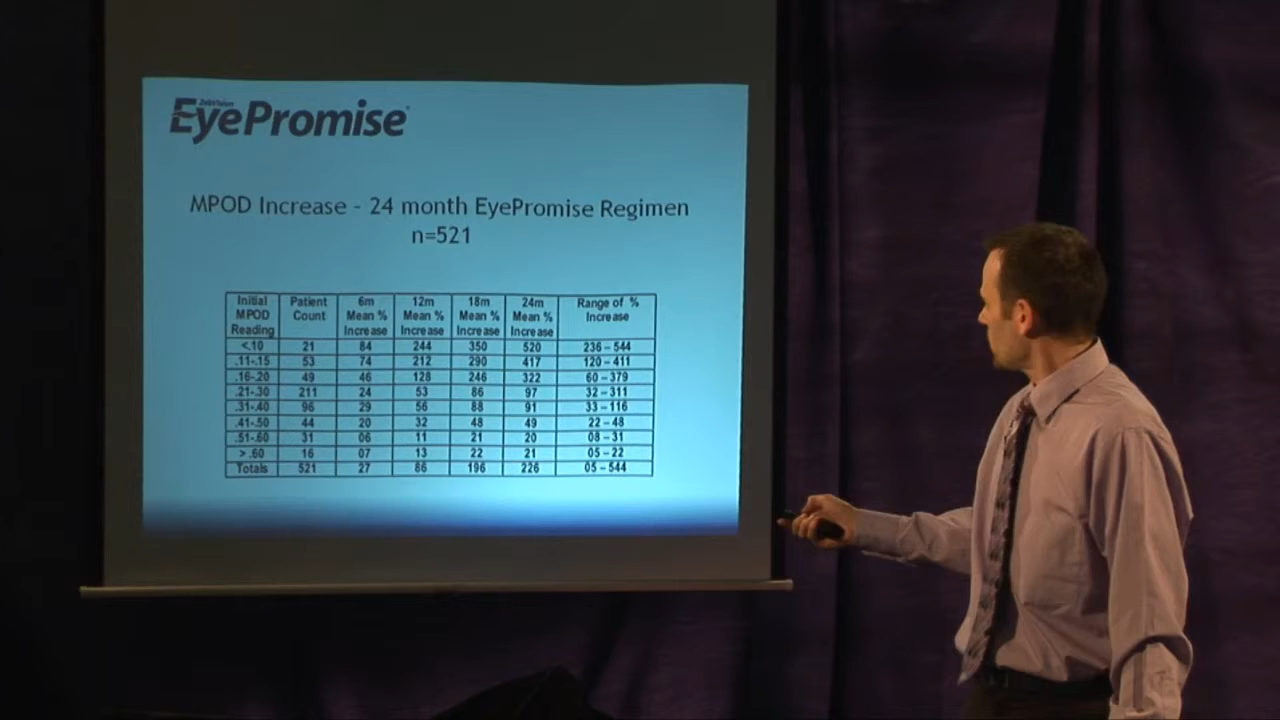 ZeaVision
EyePromise
MPOD Increase - 24 month EyePromise Regimen
n=521
Initial MPOD Reading Patient Count 6m Mean % Increase 12m Mean % Increase 18m Mean % Increase 24m Mean % Increase Range of % Increase
<.10 21 84 244 350 520 236 – 544
.11-.15 53 74 212 290 417 120 – 411
.16-.20 49 46 128 246 322 60 – 379
.21-.30 211 24 53 86 97 32 – 311
.31-.40 96 29 56 88 91 33 – 116
.41-.50 44 20 32 48 49 22 – 48
.51-.60 31 06 11 21 20 08 – 31
> .60 16 07 13 22 21 05 – 22
Totals 521 27 86 196 226 05 – 544